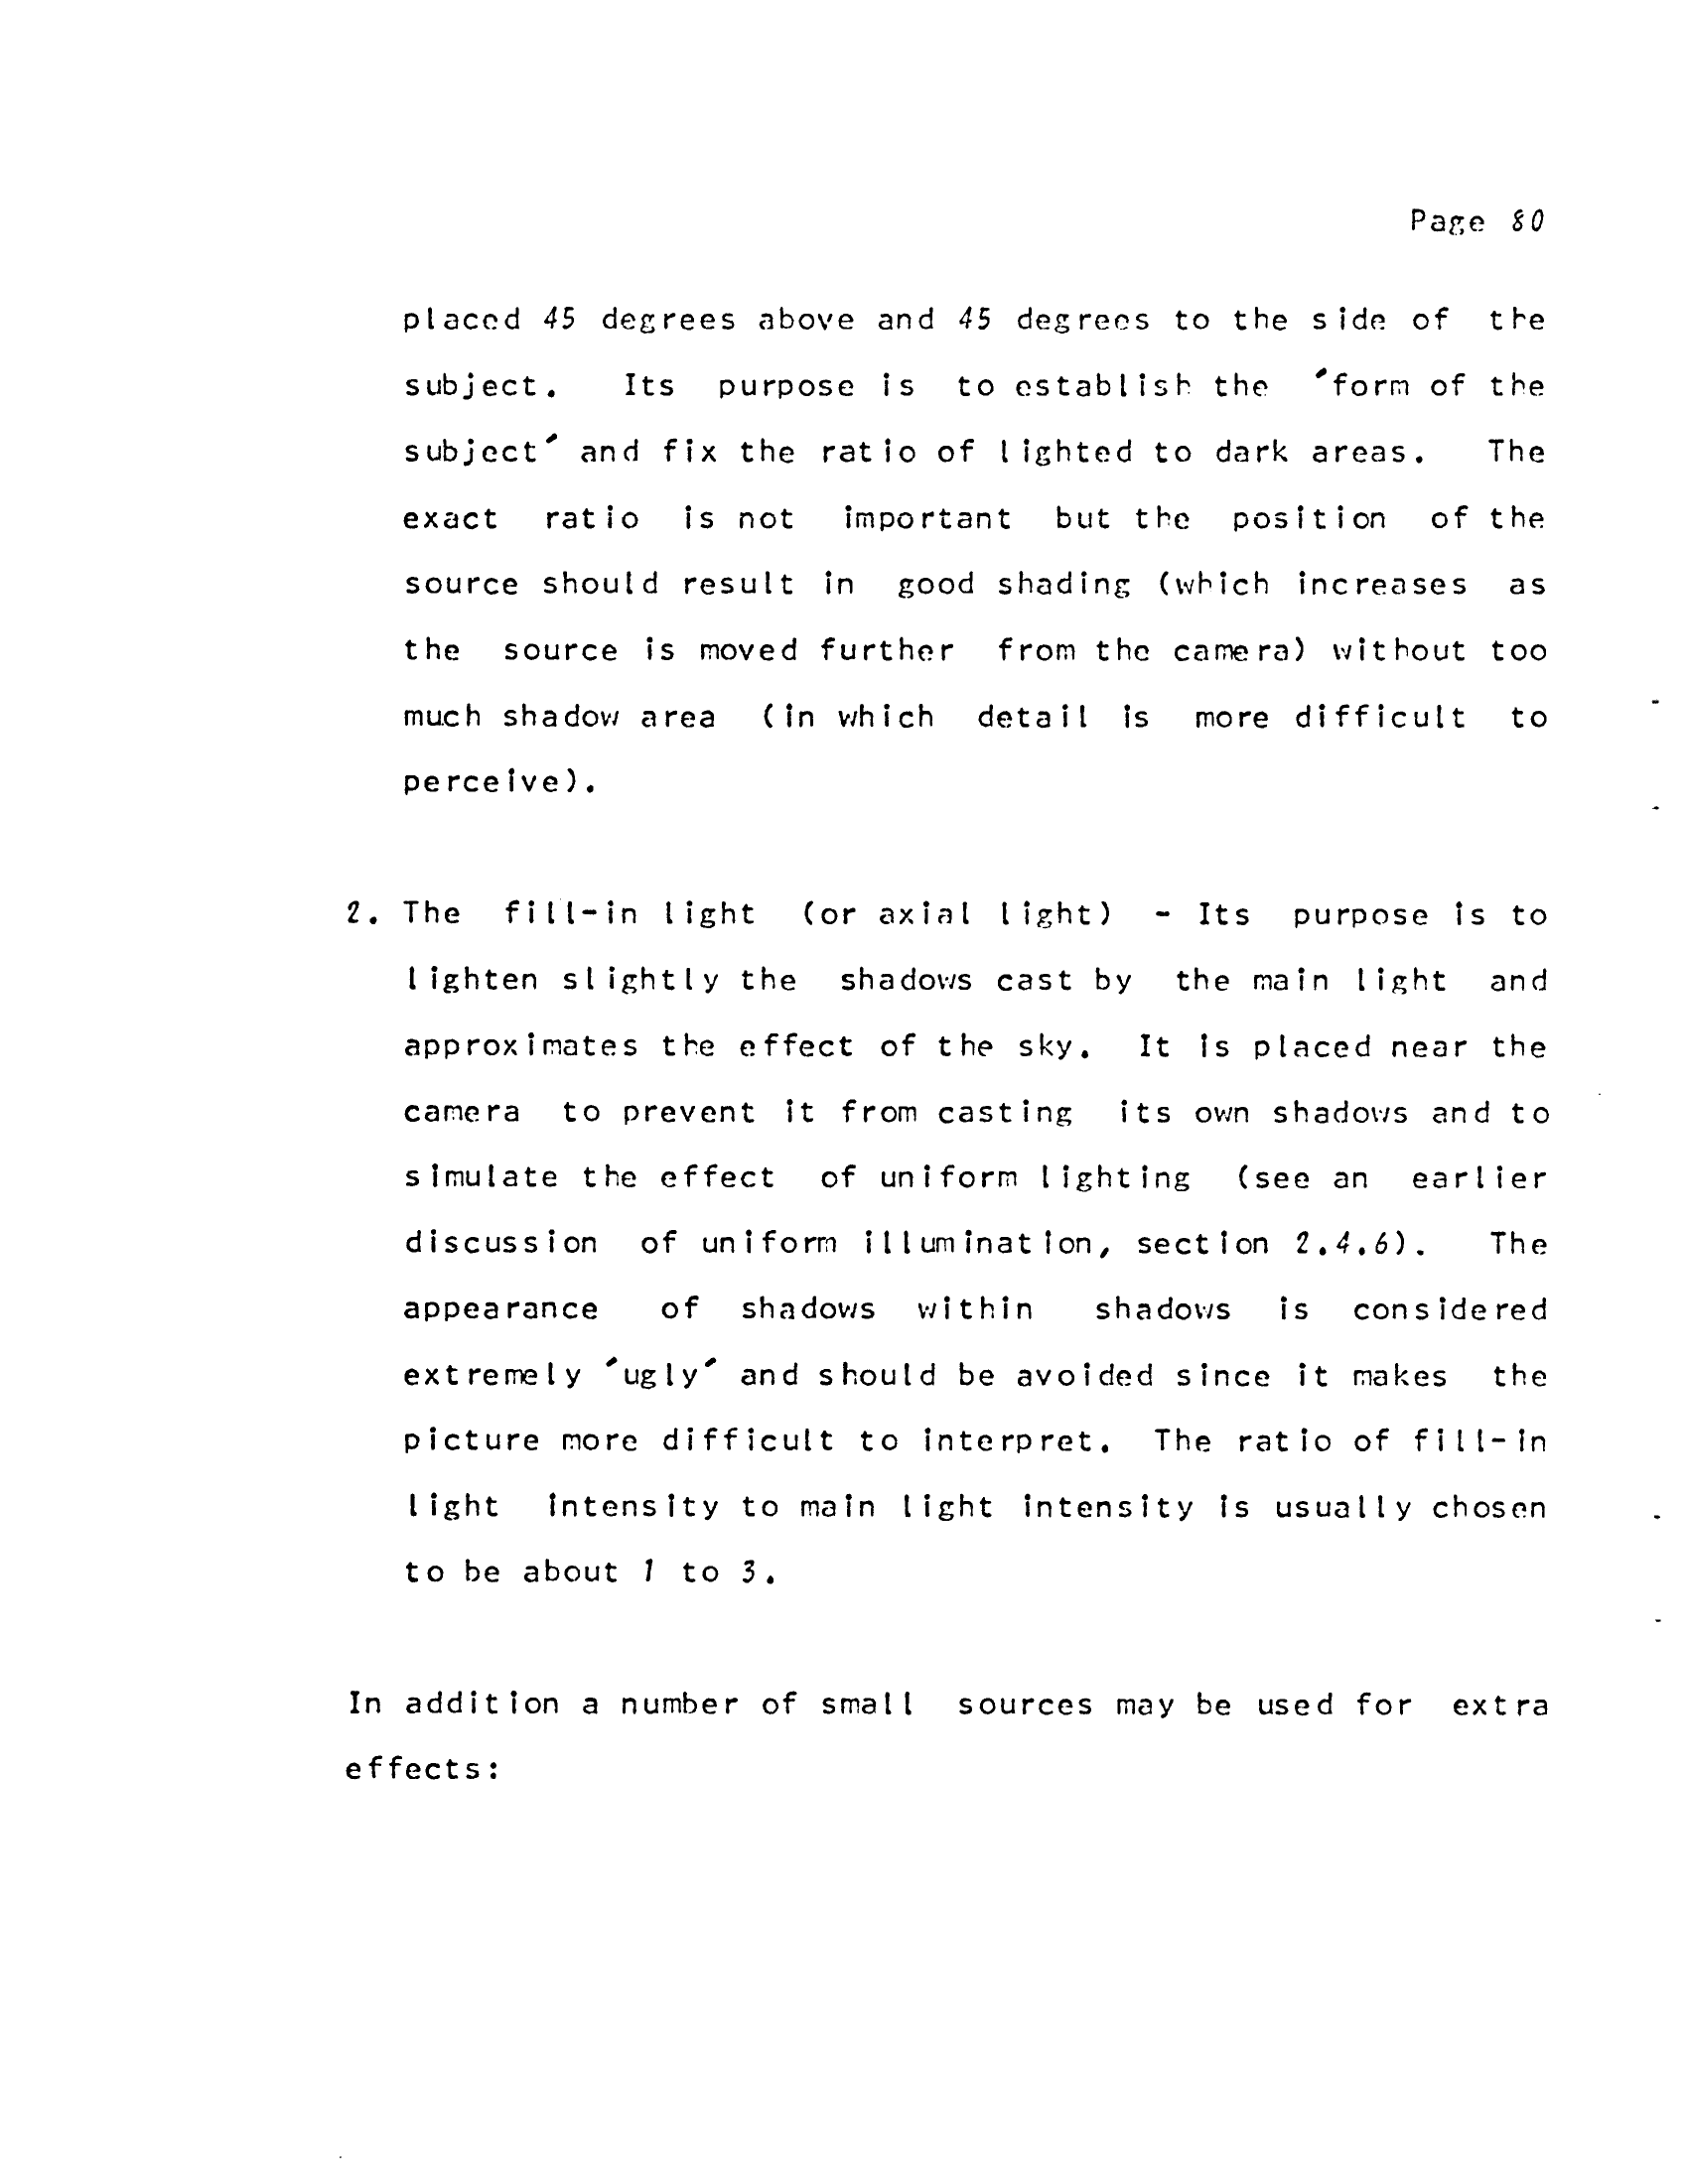 Page 80
placed 45 degrees above and 45 degrees to the side of the
subject. Its purpose is to establish the 'form of the
subject' and fix the ratio of lighted to dark areas. The
exact ratio is not important but the position of the
source should result in good shading (which increases as
the source is moved further from the camera) without too
much shadow area (in which detail is more difficult to
perceive).
2. The fill-in light (or axial light) - Its purpose is to
lighten slightly the shadows cast by the main light and
approximates the effect of the sky. It is placed near the
camera to prevent it from casting its own shadows and to
simulate the effect of uniform lighting (see an earlier
discussion of uniform illumination, section 2.4.6). The
appearance of shadows within shadows is considered
extremely 'ugly' and should be avoided since it makes the
picture more difficult to interpret. The ratio of fill-in
light intensity to main light intensity is usually chosen
to be about 1 to 3.
In addition a number of small sources may be used for extra
effects: